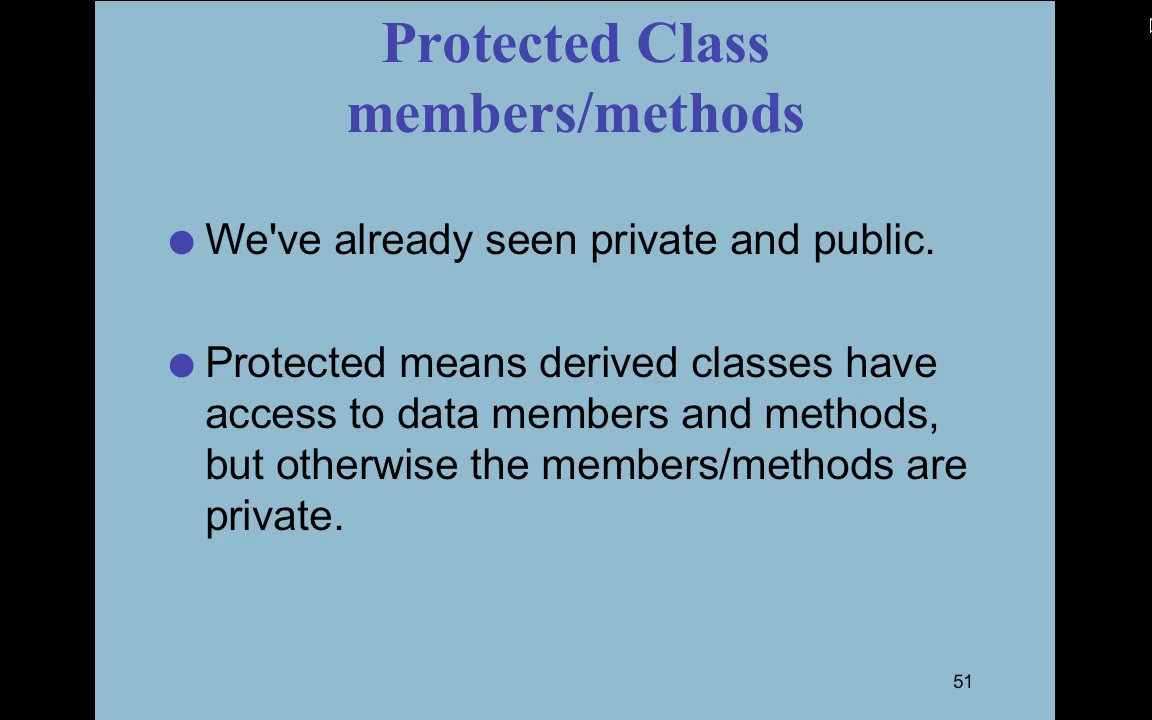 Protected Class
members/methods
We've already seen private and public.
Protected means derived classes have
access to data members and methods,
but otherwise the members/methods are
private.
51